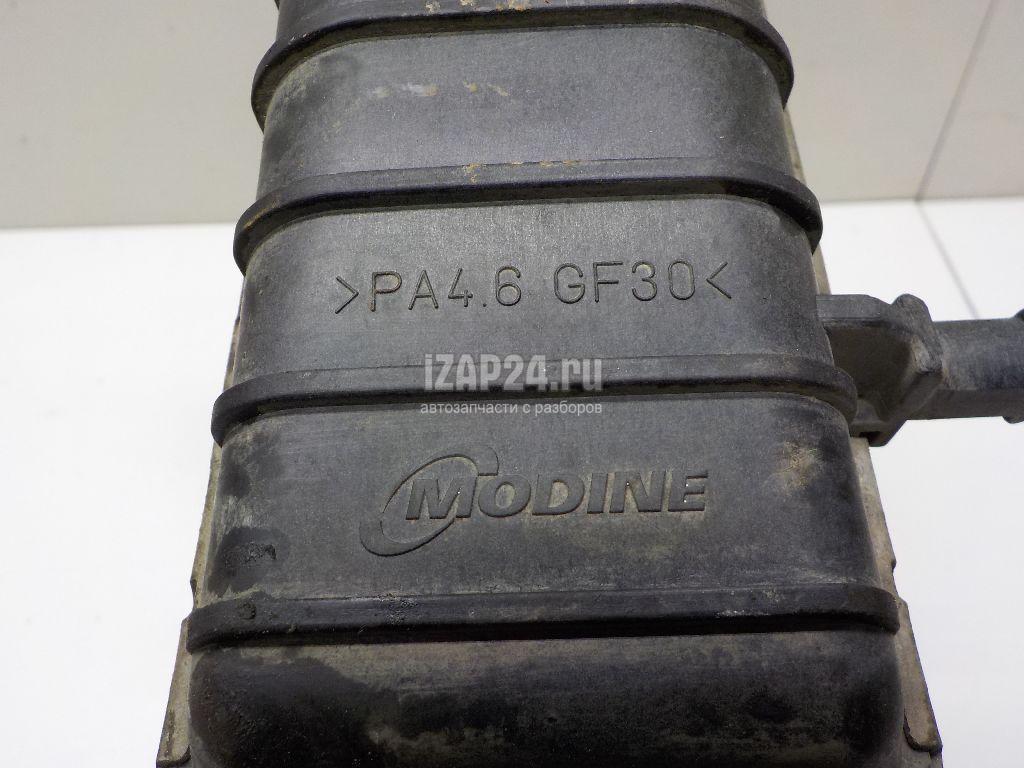 >PA4.6 GF30<
iZAP24.ru
автозапчасти с разборов
MODINE